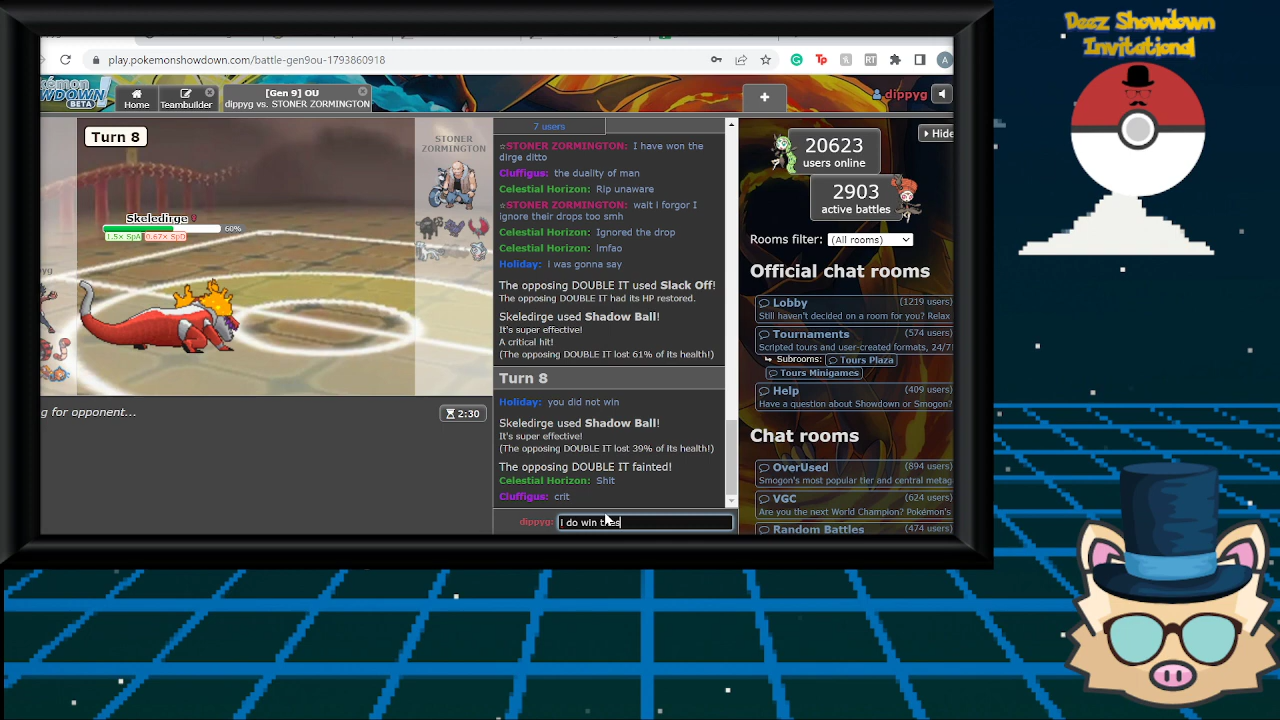 Deez Showdown
Invitational
play.pokemonshowdown.com/battle-gen9ou-1793860918
kémon
WDOWN!
BETA
Home
Teambuilder
[Gen 9] OU
dippyg vs. STONER ZORMINGTON
dippyg
Turn 8
Skeledirge
60%
1.5× SpA 0.67× SpD
STONER
ZORMINGTON
yg
g for opponent...
2:30
7 users
☆STONER ZORMINGTON: I have won the
dirge ditto
Cluffigus: the duality of man
Celestial Horizon: Rip unaware
☆STONER ZORMINGTON: wait I forgor I
ignore their drops too smh
Celestial Horizon: Ignored the drop
Celestial Horizon: lmfao
Holiday: I was gonna say
The opposing DOUBLE IT used Slack Off!
The opposing DOUBLE IT had its HP restored.
Skeledirge used Shadow Ball!
It's super effective!
A critical hit!
(The opposing DOUBLE IT lost 61% of its health!)
Turn 8
Holiday: you did not win
Skeledirge used Shadow Ball!
It's super effective!
(The opposing DOUBLE IT lost 39% of its health!)
The opposing DOUBLE IT fainted!
Celestial Horizon: Shit
Cluffigus: crit
dippyg: I do win
20623
users online
2903
active battles
Hide
Rooms filter: (All rooms)
Official chat rooms
Lobby (1219 users)
Still haven't decided on a room for you? Relax
Tournaments (574 users)
Scripted tours and user-created formats, 24/7!
Subrooms: Tours Plaza
Tours Minigames
Help (409 users)
Have a question about Showdown or Smogon?
Chat rooms
OverUsed (894 users)
Smogon's most popular tier and central metag
VGC (624 users)
Are you the next World Champion? Pokémon's
Random Battles (474 users)